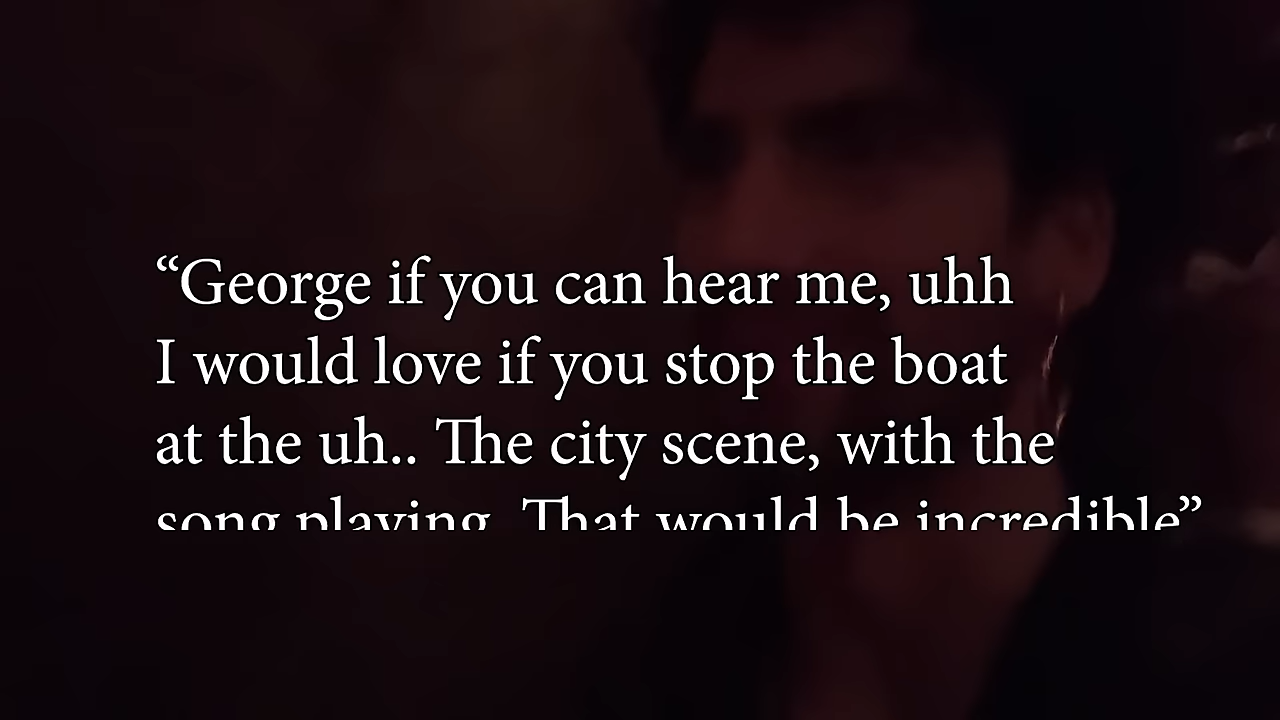 “George if you can hear me, uhh
I would love if you stop the boat
at the uh.. The city scene, with the
song playing. That would be incredible”